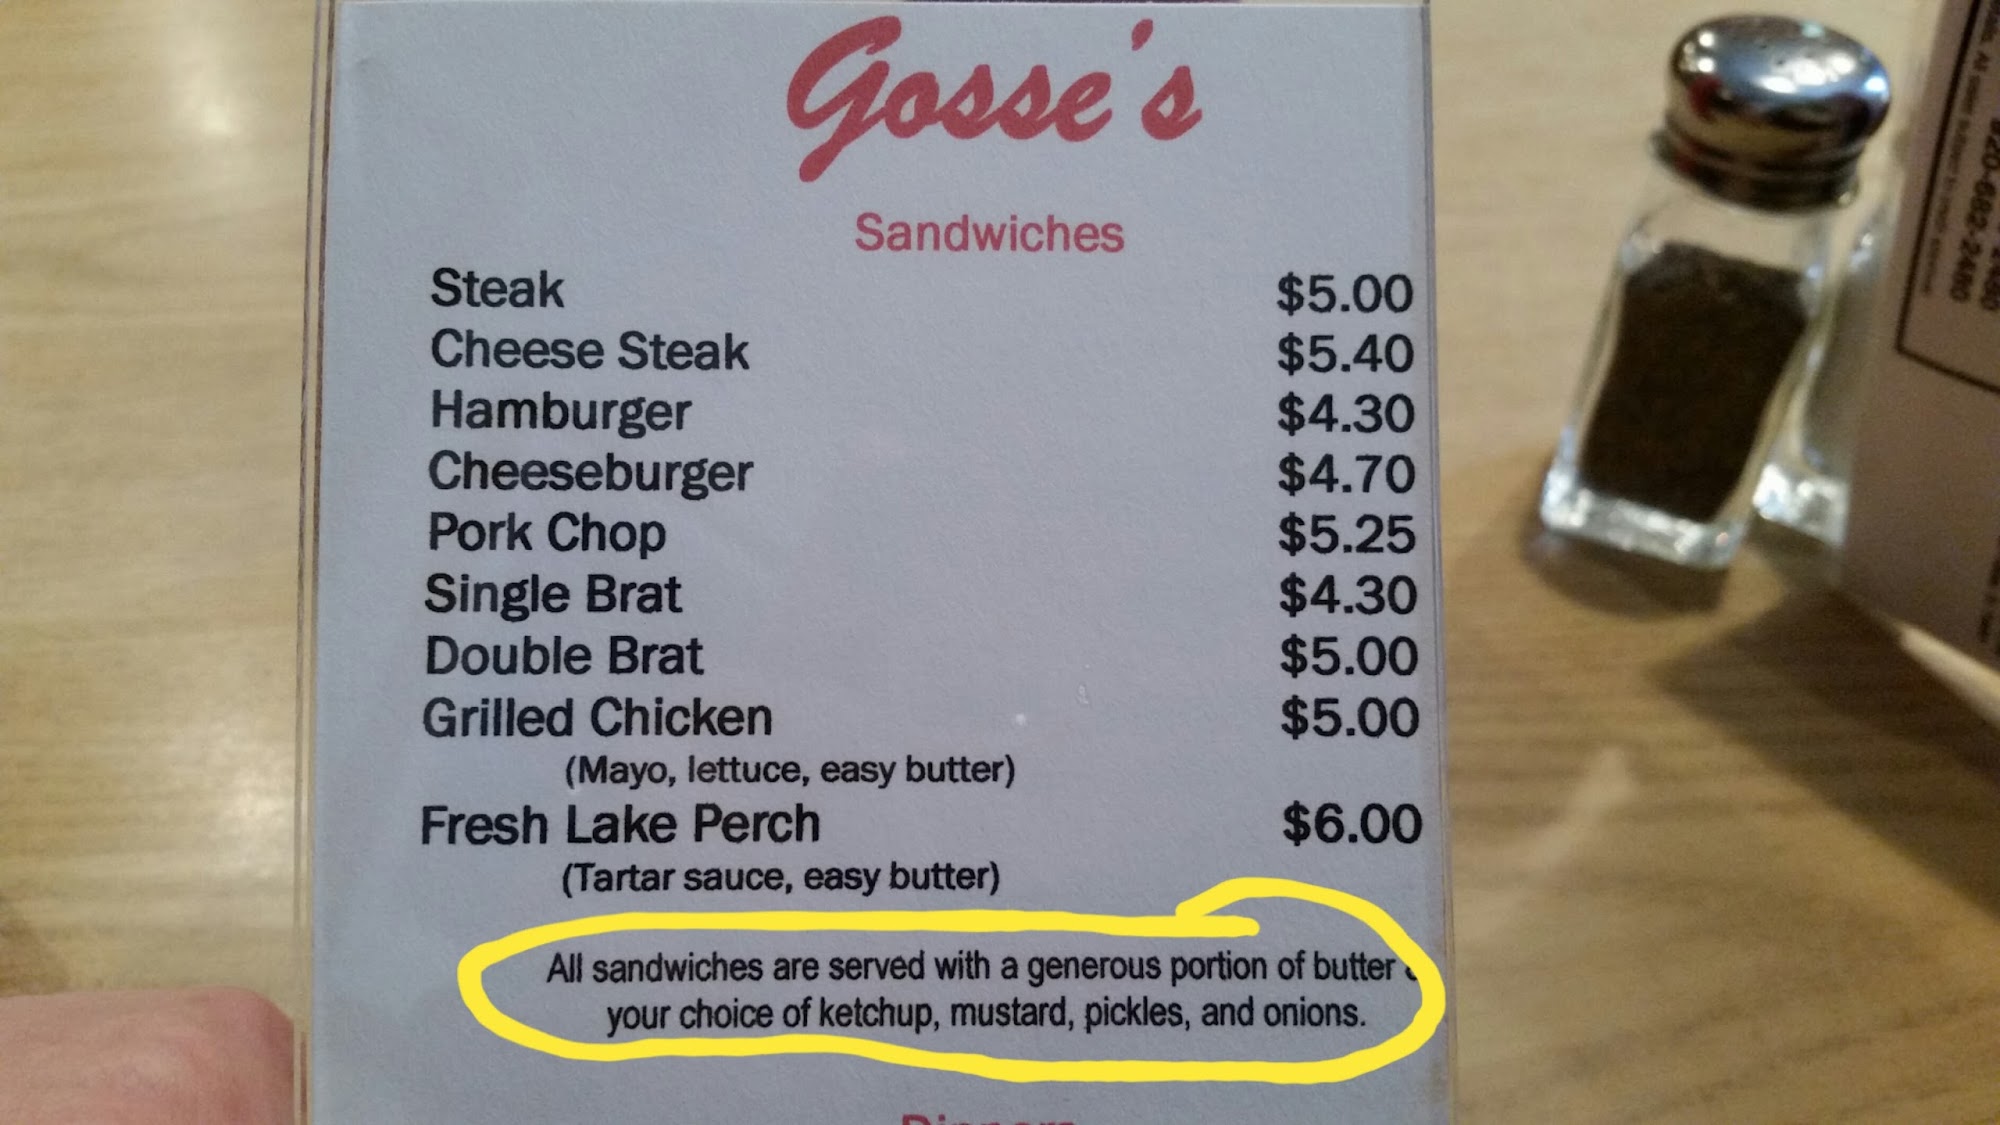 Gosse's
Sandwiches
Steak $5.00
Cheese Steak $5.40
Hamburger $4.30
Cheeseburger $4.70
Pork Chop $5.25
Single Brat $4.30
Double Brat $5.00
Grilled Chicken $5.00
(Mayo, lettuce, easy butter)
Fresh Lake Perch $6.00
(Tartar sauce, easy butter)
All sandwiches are served with a generous portion of butter
your choice of ketchup, mustard, pickles, and onions.
920-682-2480